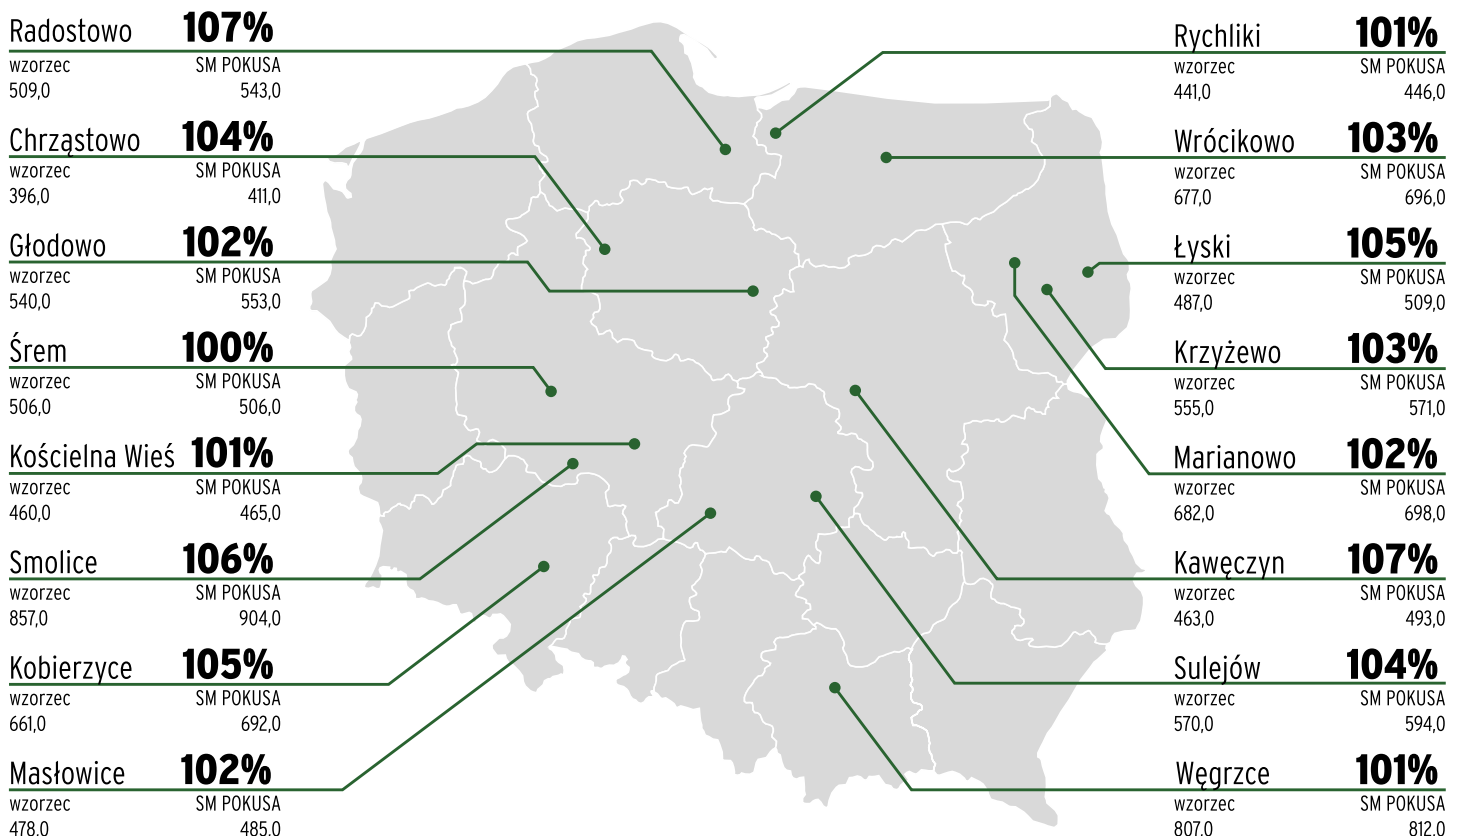 Radostowo 107%
wzorzec SM POKUSA
509,0 543,0
Chrząstowo 104%
wzorzec SM POKUSA
396,0 411,0
Głodowo 102%
wzorzec SM POKUSA
540,0 553,0
Śrem 100%
wzorzec SM POKUSA
506,0 506,0
Kościelna Wieś 101%
wzorzec SM POKUSA
460,0 465,0
Smolice 106%
wzorzec SM POKUSA
857,0 904,0
Kobierzyce 105%
wzorzec SM POKUSA
661,0 692,0
Masłowice 102%
wzorzec SM POKUSA
478,0 485,0
Rychliki 101%
wzorzec SM POKUSA
441,0 446,0
Wrócikowo 103%
wzorzec SM POKUSA
677,0 696,0
Łyski 105%
wzorzec SM POKUSA
487,0 509,0
Krzyżewo 103%
wzorzec SM POKUSA
555,0 571,0
Marianowo 102%
wzorzec SM POKUSA
682,0 698,0
Kawęczyn 107%
wzorzec SM POKUSA
463,0 493,0
Sulejów 104%
wzorzec SM POKUSA
570,0 594,0
Węgrzce 101%
wzorzec SM POKUSA
807,0 812,0